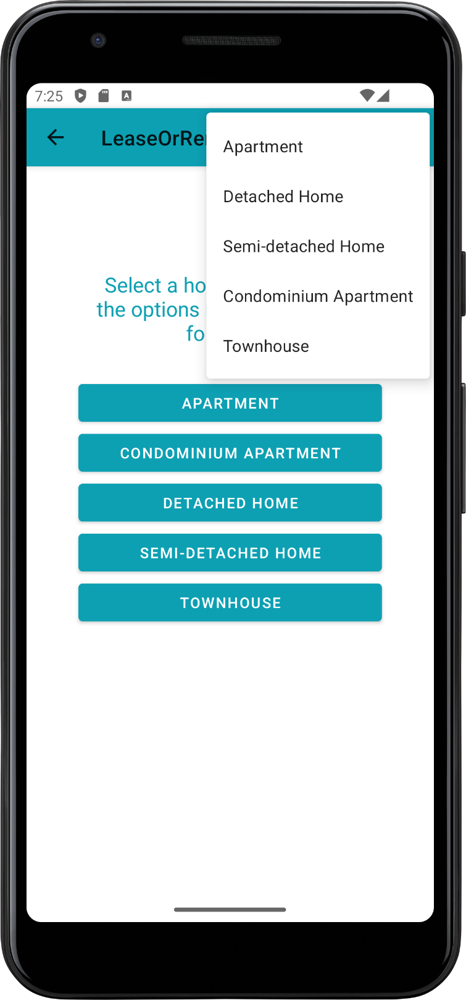 7:25
LeaseOrRe
Apartment
Detached Home
Semi-detached Home
Condominium Apartment
Townhouse
Select a ho
the options
fo
APARTMENT
CONDOMINIUM APARTMENT
DETACHED HOME
SEMI-DETACHED HOME
TOWNHOUSE